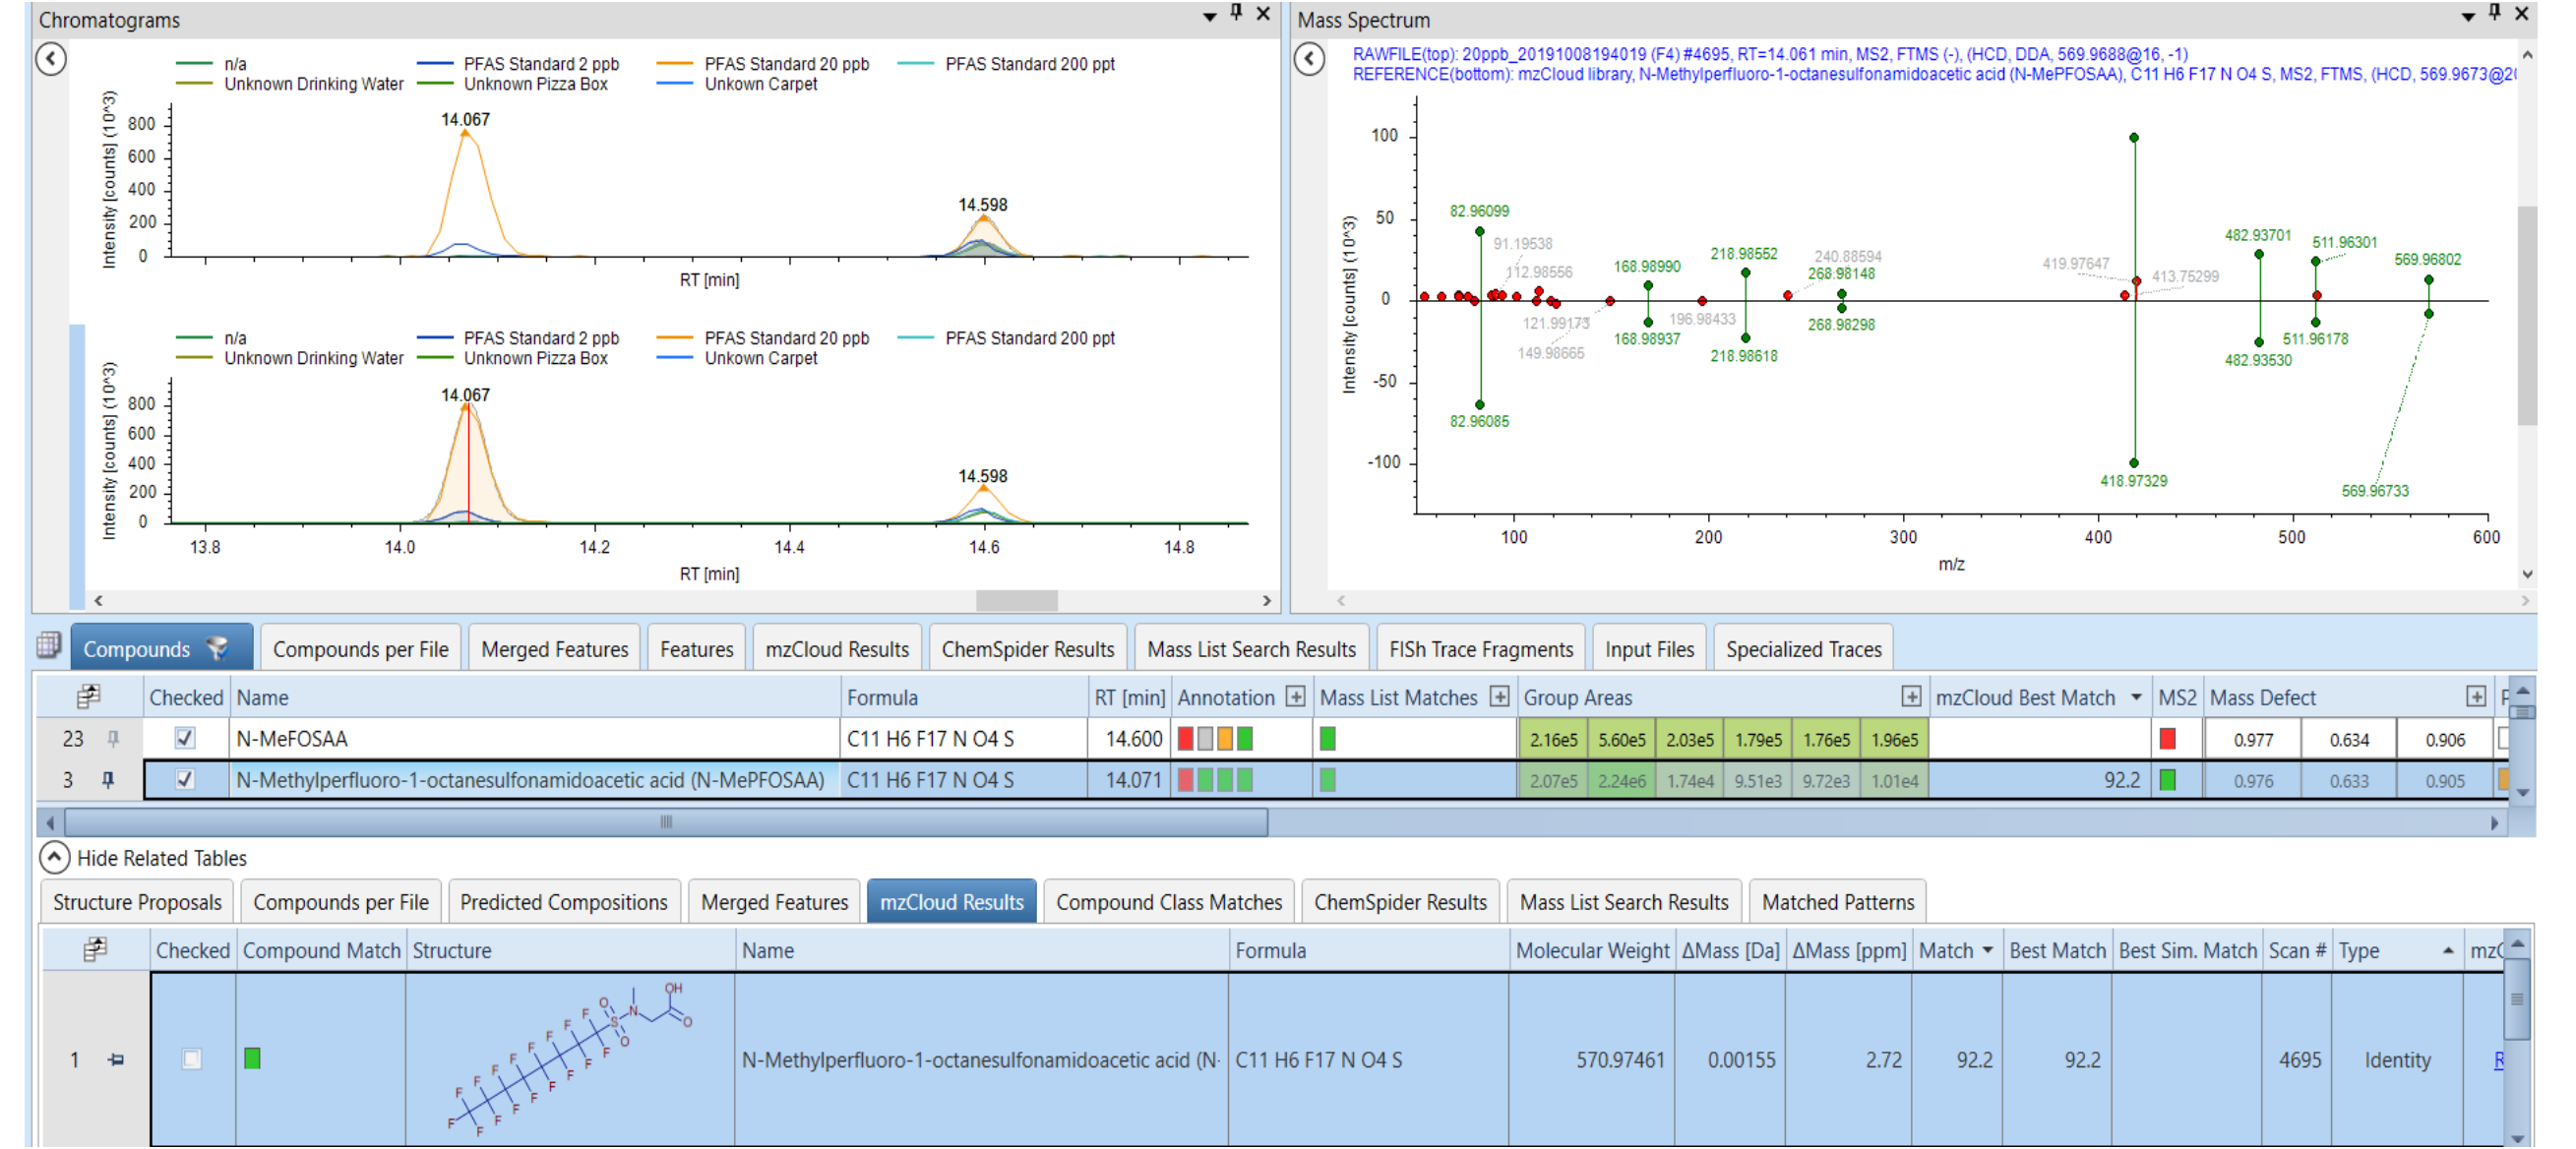 Chromatograms
n/a PFAS Standard 2 ppb PFAS Standard 20 ppb PFAS Standard 200 ppt
Unknown Drinking Water Unknown Pizza Box Unkown Carpet
Intensity [counts] (10^3)
800
600
400
200
0
14.067
14.598
RT [min]
n/a PFAS Standard 2 ppb PFAS Standard 20 ppb PFAS Standard 200 ppt
Unknown Drinking Water Unknown Pizza Box Unkown Carpet
Intensity [counts] (10^3)
800
600
400
200
0
14.067
14.598
13.8 14.0 14.2 14.4 14.6 14.8
RT [min]
Mass Spectrum
RAWFILE(top): 20ppb_20191008194019 (F4) #4695, RT=14.061 min, MS2, FTMS (-), (HCD, DDA, 569.9688@16, -1)
REFERENCE(bottom): mzCloud library, N-Methylperfluoro-1-octanesulfonamidoacetic acid (N-MePFOSAA), C11 H6 F17 N O4 S, MS2, FTMS, (HCD, 569.9673@2
Intensity [counts] (10^3)
100
50
0
-50
-100
82.96099
91.19538
112.98556
168.98990
218.98552
240.88594
268.98148
419.97647
413.75299
482.93701
511.96301
569.96802
121.99173
149.98665
168.98937
196.98433
218.98618
268.98298
82.96085
418.97329
482.93530
511.96178
569.96733
100 200 300 400 500 600
m/z
Compounds Compounds per File Merged Features Features mzCloud Results ChemSpider Results Mass List Search Results FISh Trace Fragments Input Files Specialized Traces
Checked Name Formula RT [min] Annotation Mass List Matches Group Areas mzCloud Best Match MS2 Mass Defect
23 N-MeFOSAA C11 H6 F17 N O4 S 14.600 2.16e5 5.60e5 2.03e5 1.79e5 1.76e5 1.96e5 0.977 0.634 0.906
3 N-Methylperfluoro-1-octanesulfonamidoacetic acid (N-MePFOSAA) C11 H6 F17 N O4 S 14.071 2.07e5 2.24e6 1.74e4 9.51e3 9.72e3 1.01e4 92.2 0.976 0.633 0.905
Hide Related Tables
Structure Proposals Compounds per File Predicted Compositions Merged Features mzCloud Results Compound Class Matches ChemSpider Results Mass List Search Results Matched Patterns
Checked Compound Match Structure Name Formula Molecular Weight ΔMass [Da] ΔMass [ppm] Match Best Match Best Sim. Match Scan # Type mzC
1 N-Methylperfluoro-1-octanesulfonamidoacetic acid (N- C11 H6 F17 N O4 S 570.97461 0.00155 2.72 92.2 92.2 4695 Identity R
OH
O N
S O
O
F F F F F F F F F F F F F F F F F